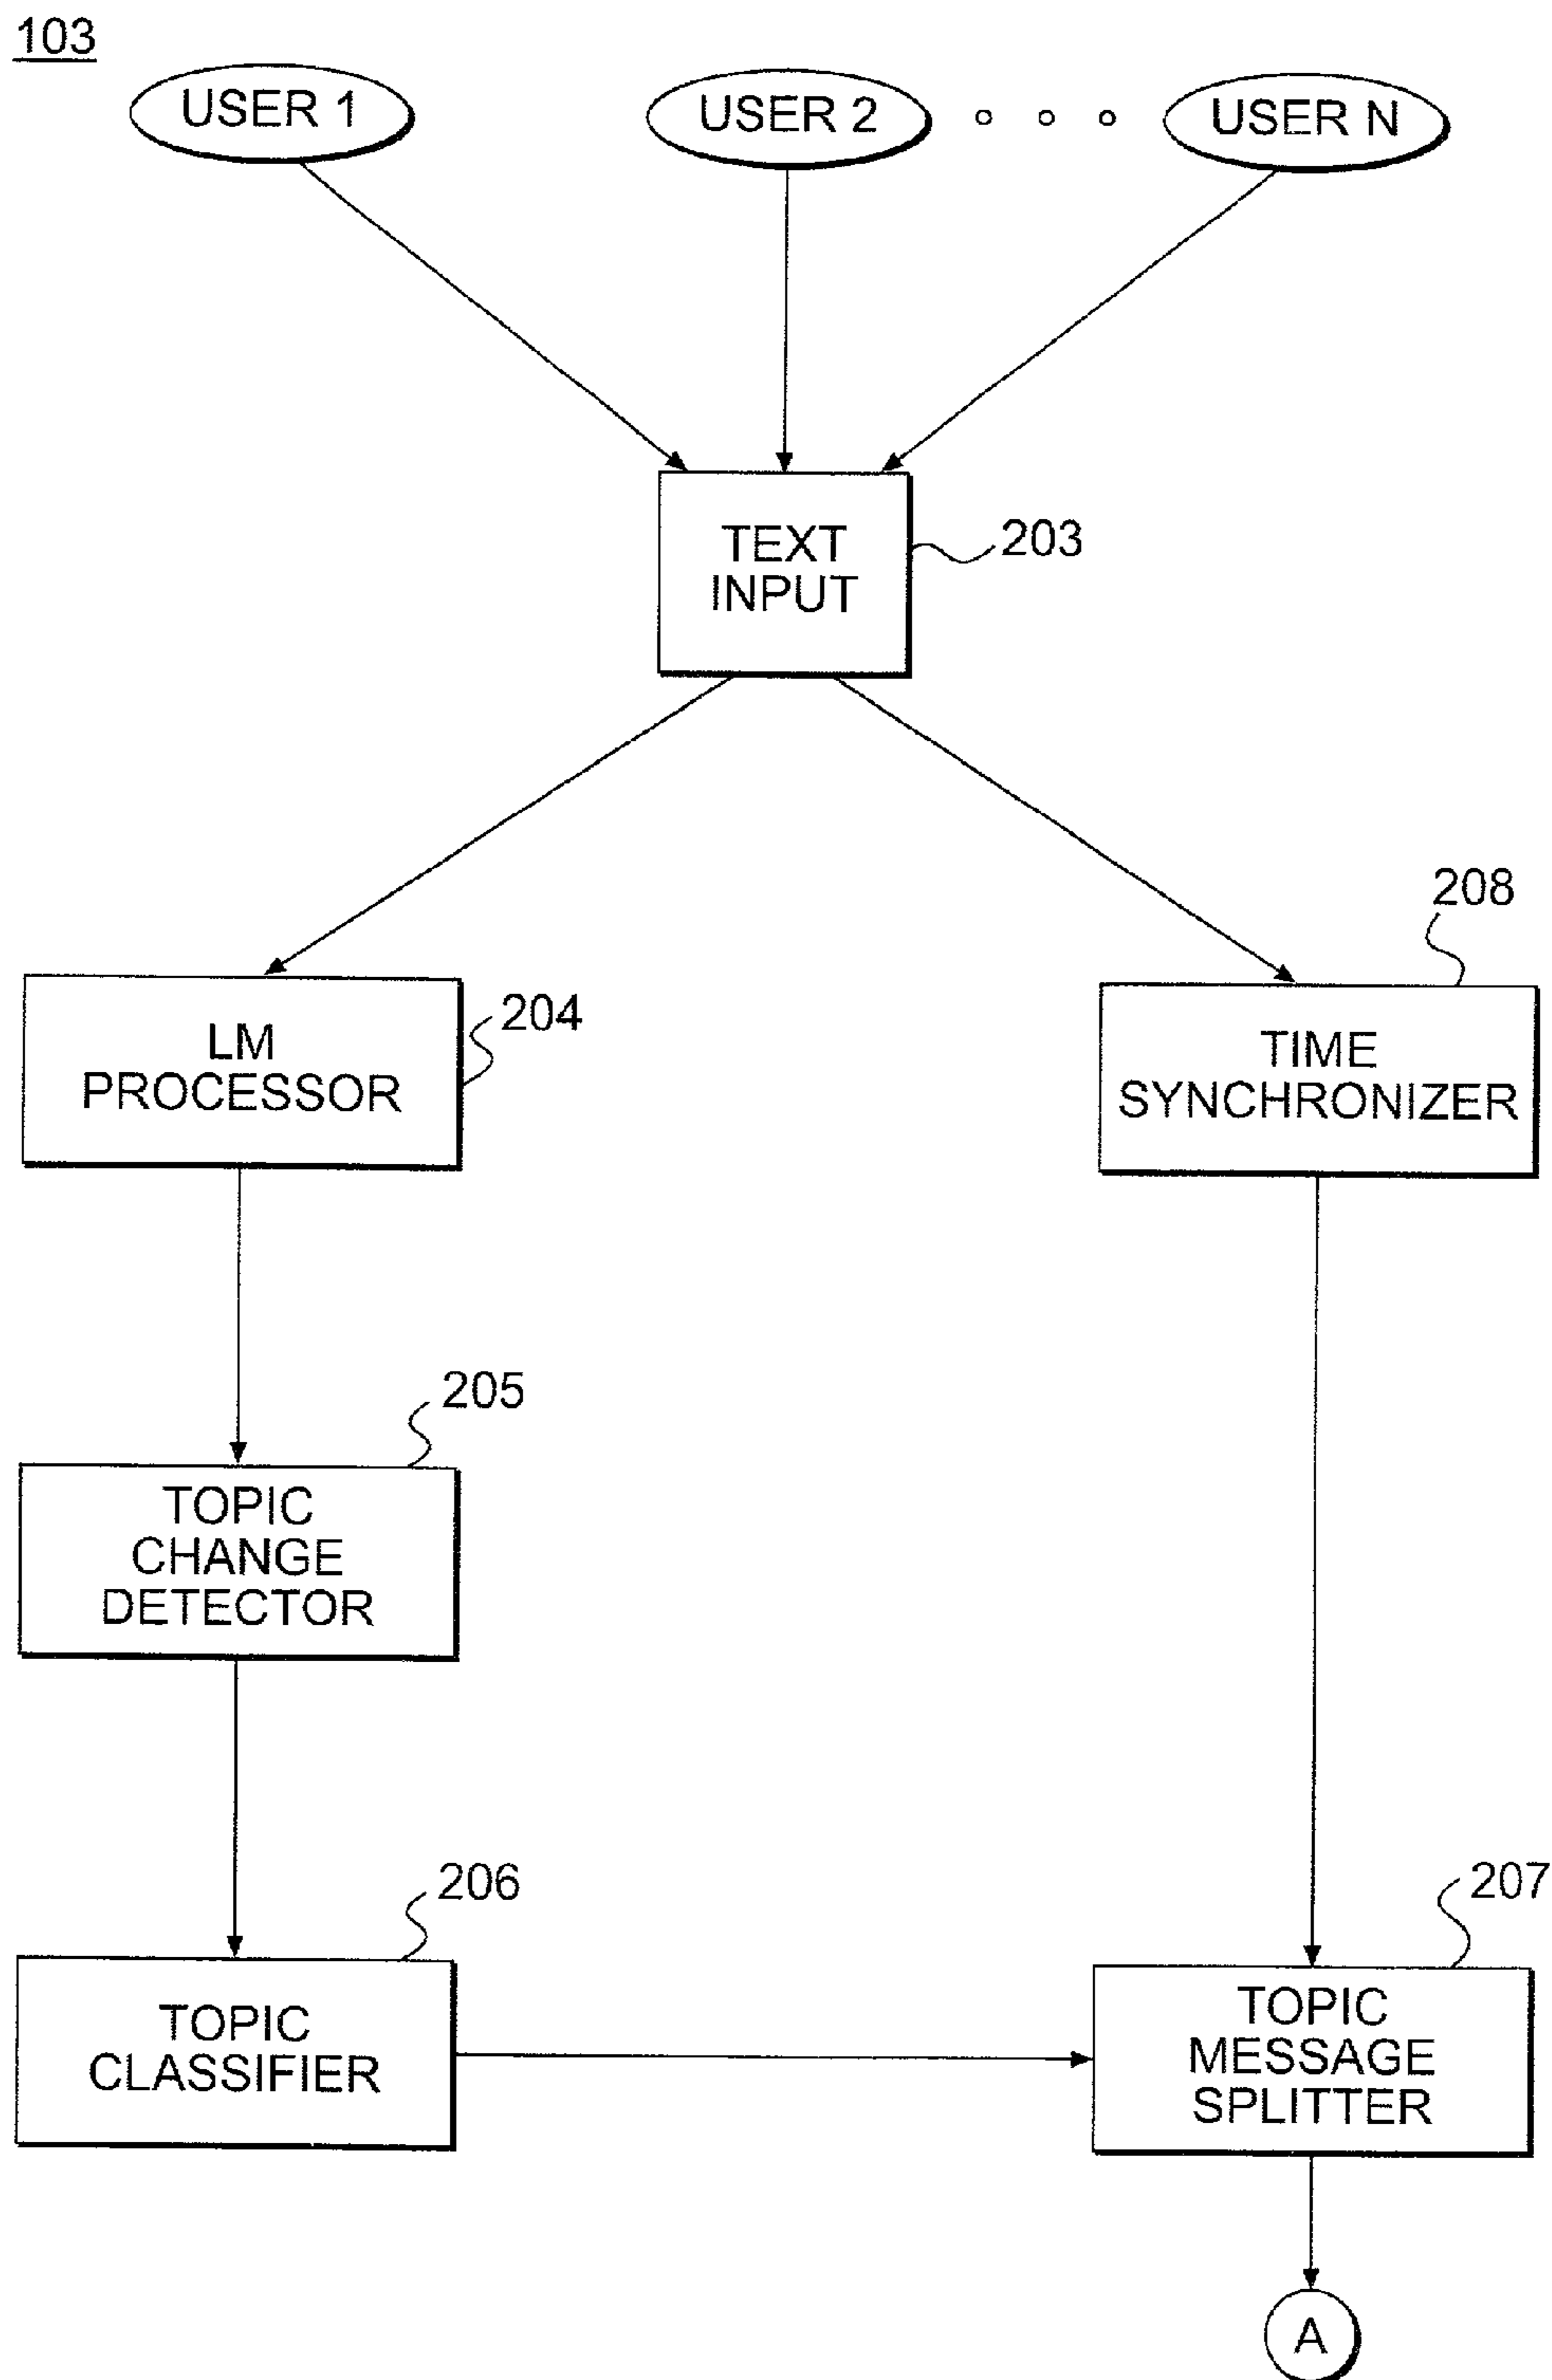 103
USER 1
USER 2
USER N
TEXT
INPUT
203
208
LM
PROCESSOR
204
TIME
SYNCHRONIZER
205
TOPIC
CHANGE
DETECTOR
206
207
TOPIC
CLASSIFIER
TOPIC
MESSAGE
SPLITTER
A